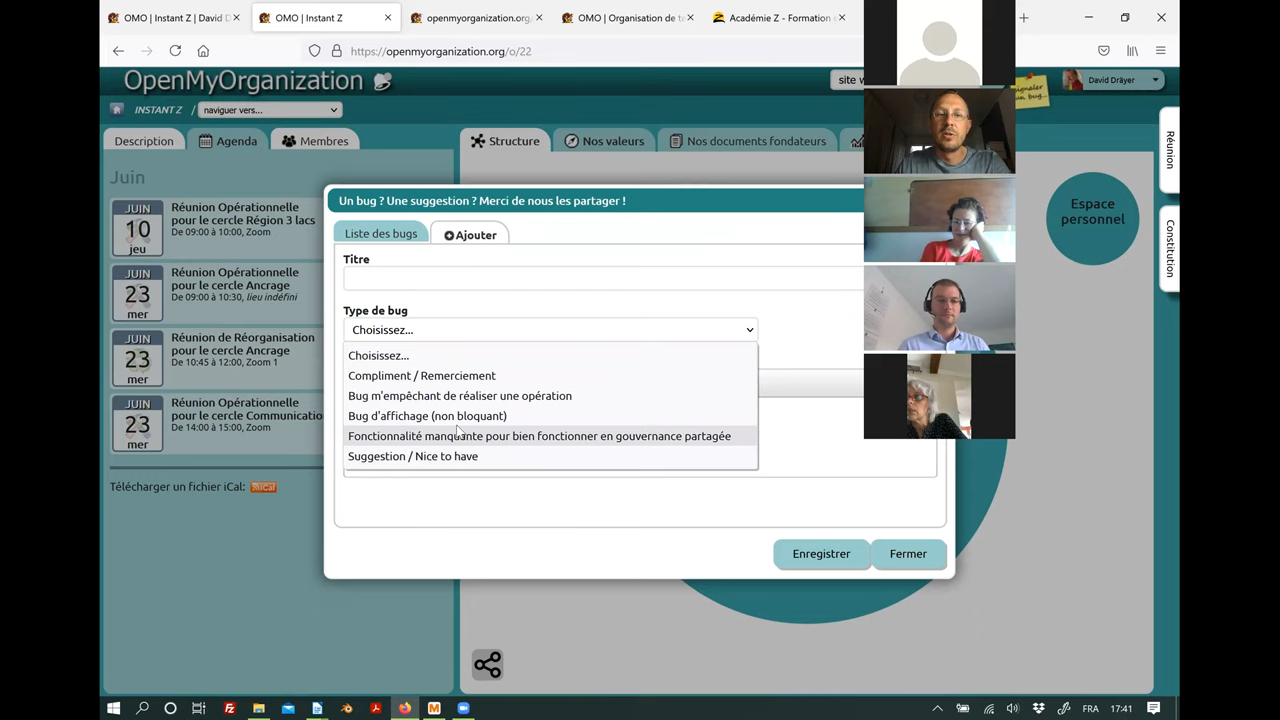 OMO | Instant Z | David D
OMO | Instant Z
openmyorganization.org/
OMO | Organisation de te
Académie Z - Formation e
https://openmyorganization.org/o/22
OpenMyOrganization
site w
ignaler
un bug...
David Dräyer
INSTANT Z /
naviguer vers...
Description
Agenda
Membres
Structure
Nos valeurs
Nos documents fondateurs
Réunion
Constitution
Juin
JUIN
10
jeu
Réunion Opérationnelle
pour le cercle Région 3 lacs
De 09:00 à 10:00, Zoom
JUIN
23
mer
Réunion Opérationnelle
pour le cercle Ancrage
De 09:00 à 10:30, lieu indéfini
JUIN
23
mer
Réunion de Réorganisation
pour le cercle Ancrage
De 10:45 à 12:00, Zoom 1
JUIN
23
mer
Réunion Opérationnelle
pour le cercle Communicatio
De 14:00 à 15:00, Zoom
Télécharger un fichier iCal:
iCal
Espace
personnel
Un bug ? Une suggestion ? Merci de nous les partager !
Liste des bugs
Ajouter
Titre
Type de bug
Choisissez...
Choisissez...
Compliment / Remerciement
Bug m'empêchant de réaliser une opération
Bug d'affichage (non bloquant)
Fonctionnalité manquante pour bien fonctionner en gouvernance partagée
Suggestion / Nice to have
Enregistrer
Fermer
FRA
17:41